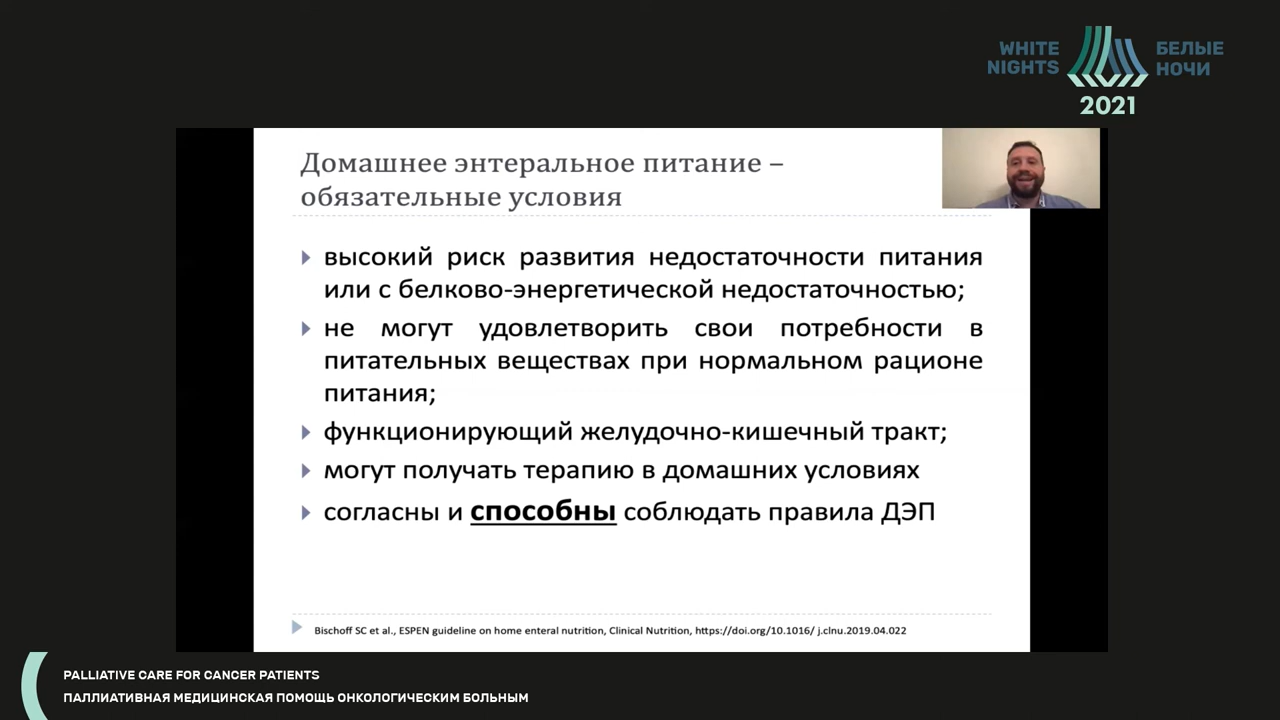 WHITE NIGHTS
БЕЛЫЕ НОЧИ
2021
Домашнее энтеральное питание –
обязательные условия
высокий риск развития недостаточности питания
или с белково-энергетической недостаточностью;
не могут удовлетворить свои потребности в
питательных веществах при нормальном рационе
питания;
функционирующий желудочно-кишечный тракт;
могут получать терапию в домашних условиях
согласны и способны соблюдать правила ДЭП
Bischoff SC et al., ESPEN guideline on home enteral nutrition, Clinical Nutrition, https://doi.org/10.1016/ j.clnu.2019.04.022
PALLIATIVE CARE FOR CANCER PATIENTS
ПАЛЛИАТИВНАЯ МЕДИЦИНСКАЯ ПОМОЩЬ ОНКОЛОГИЧЕСКИМ БОЛЬНЫМ